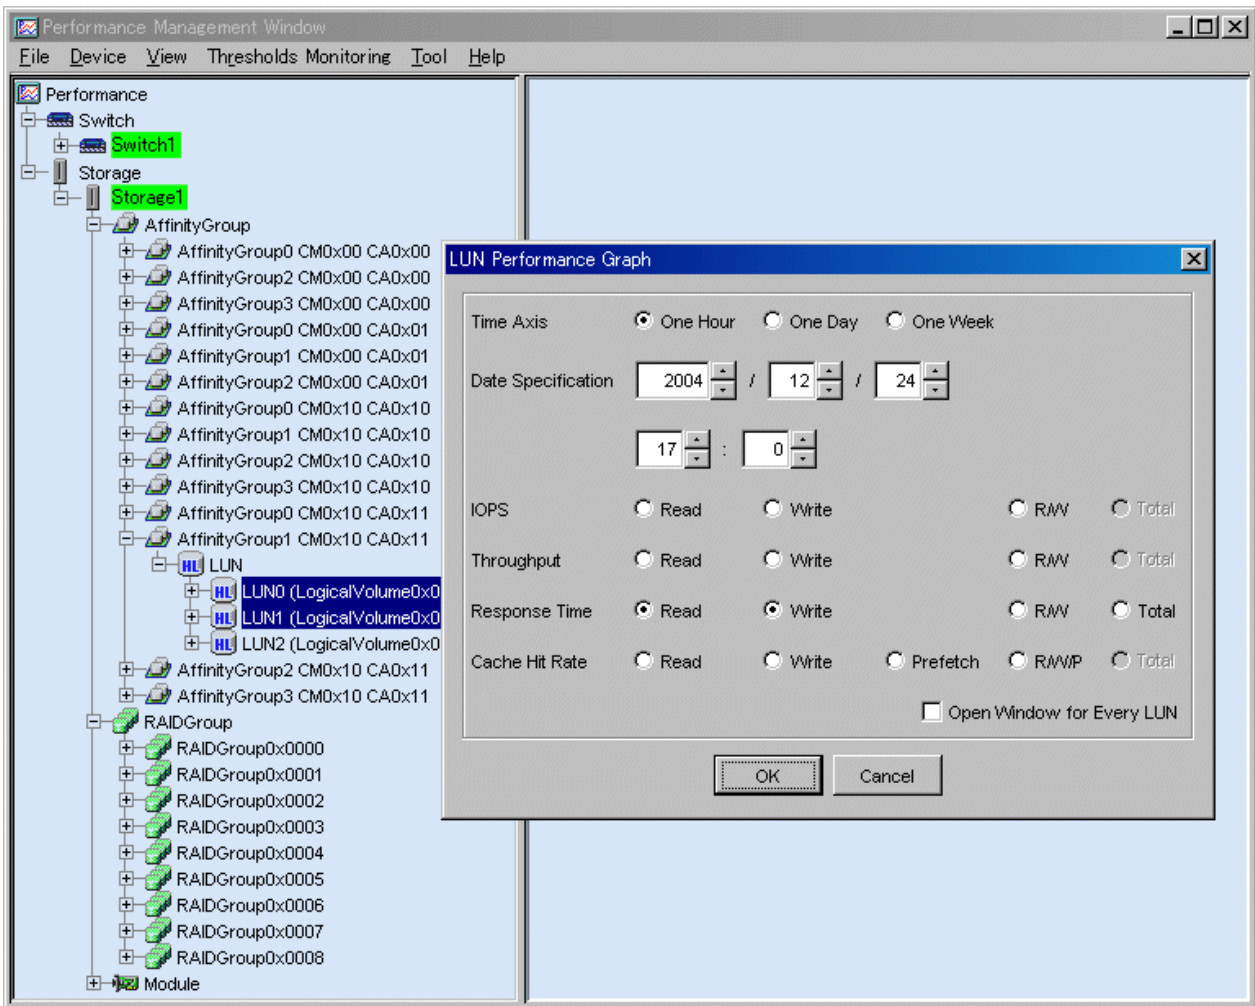 Performance Management Window
File Device View Thresholds Monitoring Tool Help
Performance
Switch
Switch1
Storage
Storage1
AffinityGroup
AffinityGroup0 CM0x00 CA0x00
AffinityGroup2 CM0x00 CA0x00
AffinityGroup3 CM0x00 CA0x00
AffinityGroup0 CM0x00 CA0x01
AffinityGroup1 CM0x00 CA0x01
AffinityGroup2 CM0x00 CA0x01
AffinityGroup0 CM0x10 CA0x10
AffinityGroup1 CM0x10 CA0x10
AffinityGroup2 CM0x10 CA0x10
AffinityGroup3 CM0x10 CA0x10
AffinityGroup0 CM0x10 CA0x11
AffinityGroup1 CM0x10 CA0x11
HL LUN
HL LUN0 (LogicalVolume0x0
HL LUN1 (LogicalVolume0x0
HL LUN2 (LogicalVolume0x0
AffinityGroup2 CM0x10 CA0x11
AffinityGroup3 CM0x10 CA0x11
RAIDGroup
RAIDGroup0x0000
RAIDGroup0x0001
RAIDGroup0x0002
RAIDGroup0x0003
RAIDGroup0x0004
RAIDGroup0x0005
RAIDGroup0x0006
RAIDGroup0x0007
RAIDGroup0x0008
Module
LUN Performance Graph
Time Axis One Hour One Day One Week
Date Specification 2004 / 12 / 24
17 : 0
IOPS Read Write R/W Total
Throughput Read Write R/W Total
Response Time Read Write R/W Total
Cache Hit Rate Read Write Prefetch R/W/P Total
Open Window for Every LUN
OK Cancel